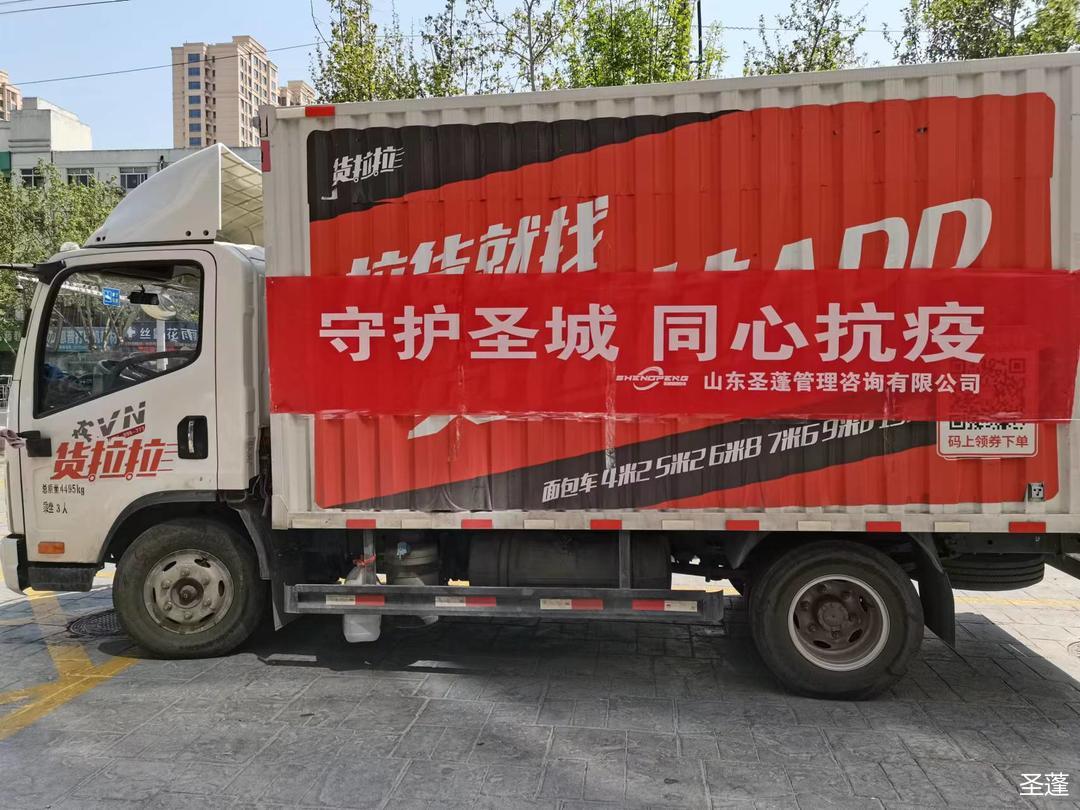 货拉拉
拉货就找
APP
守护圣城 同心抗疫
SHENGPENG
山东圣蓬管理咨询有限公司
面包车 4米2 5米2 6米8 7米6 9米6
码上领券下单
VN
货拉拉
总质量4495kg
乘坐 3人
圣蓬